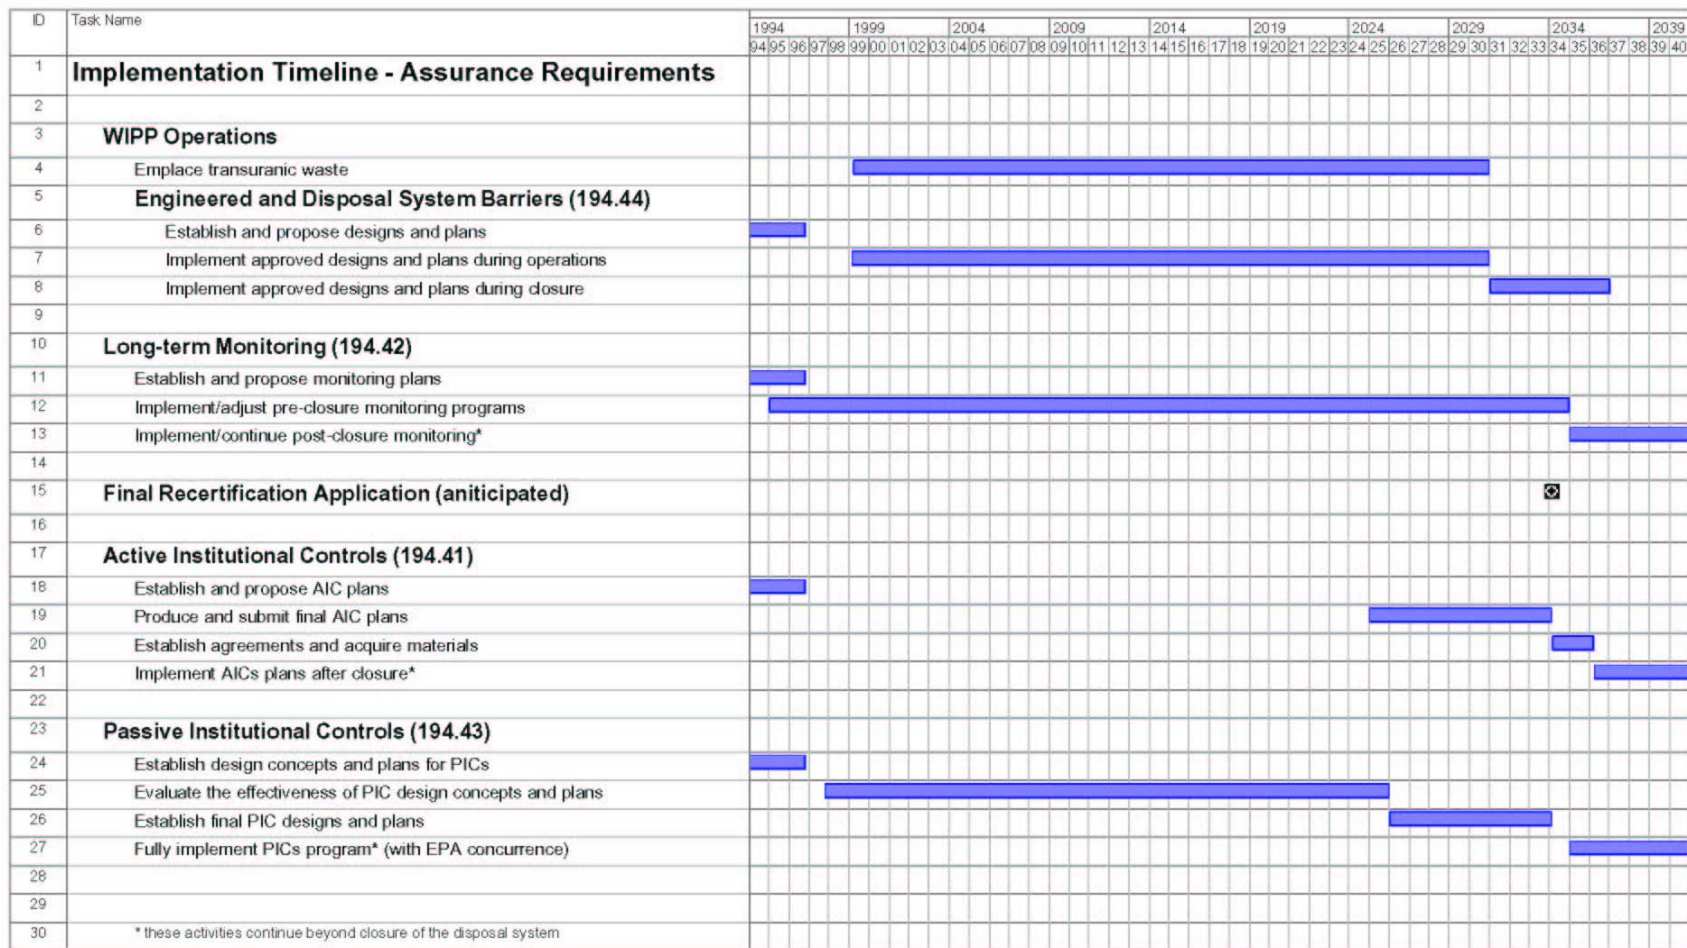 ID Task Name 1994 1999 2004 2009 2014 2019 2024 2029 2034 2039
94 95 96 97 98 99 00 01 02 03 04 05 06 07 08 09 10 11 12 13 14 15 16 17 18 19 20 21 22 23 24 25 26 27 28 29 30 31 32 33 34 35 36 37 38 39 40
1 Implementation Timeline - Assurance Requirements
2
3 WIPP Operations
4 Emplace transuranic waste
5 Engineered and Disposal System Barriers (194.44)
6 Establish and propose designs and plans
7 Implement approved designs and plans during operations
8 Implement approved designs and plans during closure
9
10 Long-term Monitoring (194.42)
11 Establish and propose monitoring plans
12 Implement/adjust pre-closure monitoring programs
13 Implement/continue post-closure monitoring*
14
15 Final Recertification Application (aniticipated)
16
17 Active Institutional Controls (194.41)
18 Establish and propose AIC plans
19 Produce and submit final AIC plans
20 Establish agreements and acquire materials
21 Implement AICs plans after closure*
22
23 Passive Institutional Controls (194.43)
24 Establish design concepts and plans for PICs
25 Evaluate the effectiveness of PIC design concepts and plans
26 Establish final PIC designs and plans
27 Fully implement PICs program* (with EPA concurrence)
28
29
30 * these activities continue beyond closure of the disposal system